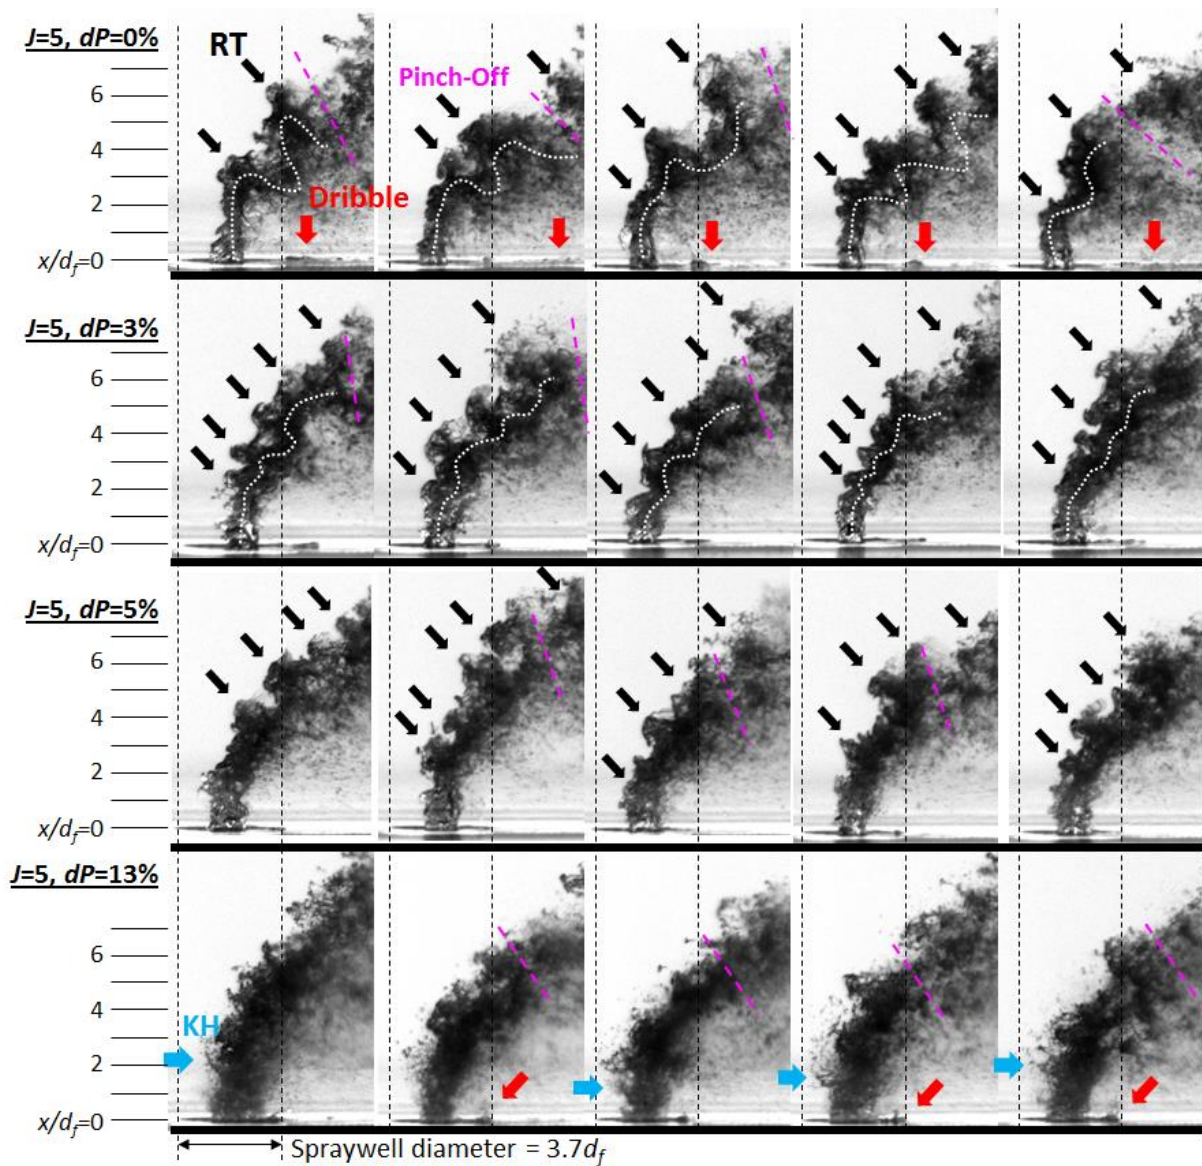 J=5, dP=0%
RT
Pinch-Off
6
4
2
Dribble
x/d_f=0
J=5, dP=3%
6
4
2
x/d_f=0
J=5, dP=5%
6
4
2
x/d_f=0
J=5, dP=13%
6
4
KH
2
x/d_f=0
Spraywell diameter = 3.7d_f